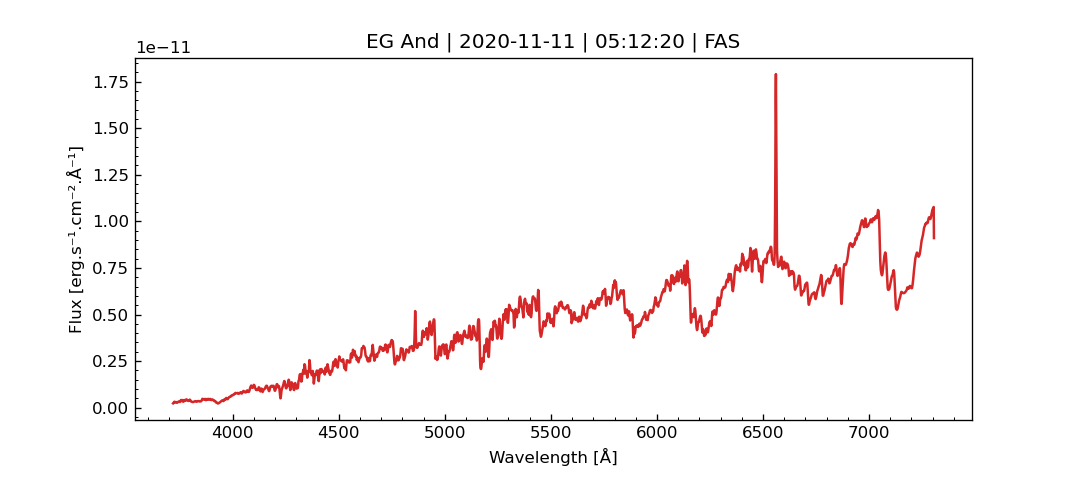 EG And | 2020-11-11 | 05:12:20 | FAS
1e−11
1.75
1.50
1.25
1.00
0.75
0.50
0.25
0.00
Flux [erg.s⁻¹.cm⁻².Å⁻¹]
4000 4500 5000 5500 6000 6500 7000
Wavelength [Å]